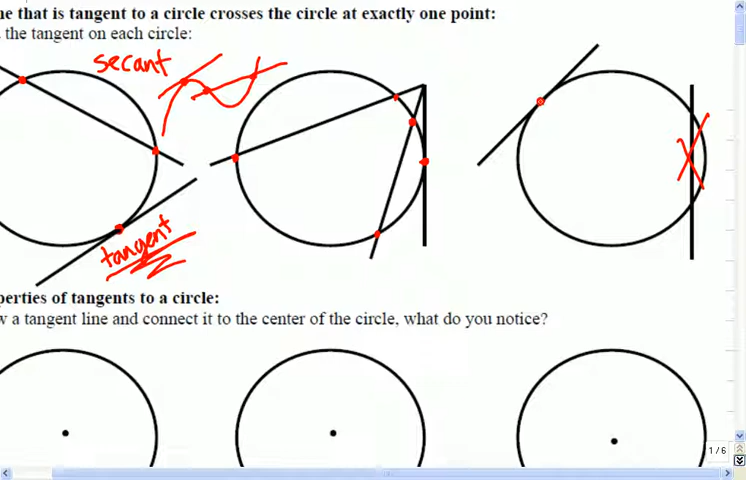 ne that is tangent to a circle crosses the circle at exactly one point:
the tangent on each circle:
secant
tangent
perties of tangents to a circle:
w a tangent line and connect it to the center of the circle, what do you notice?
1 / 6